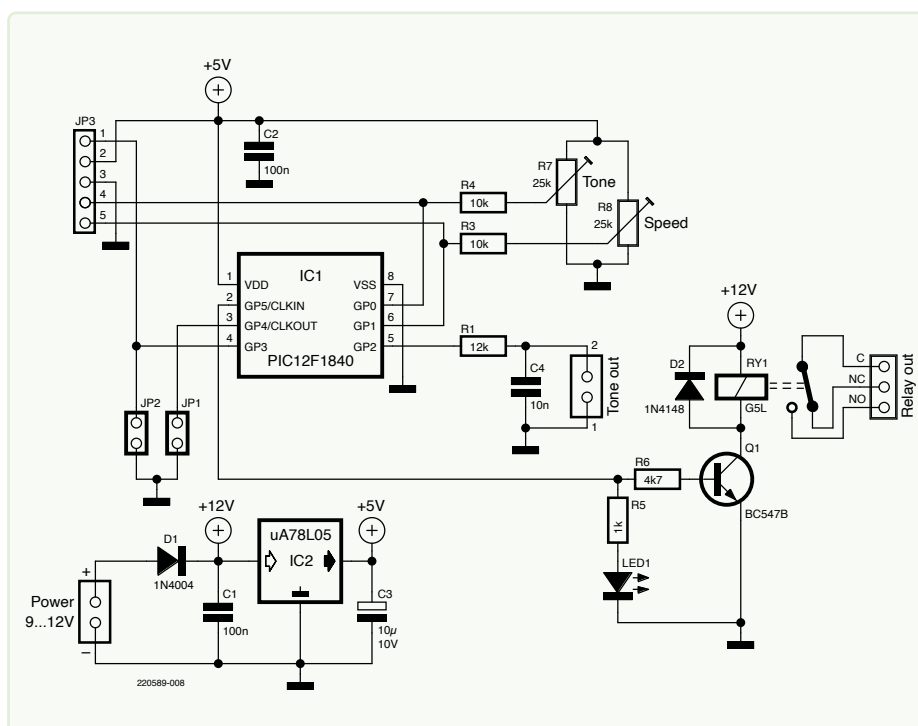 +5V
JP3
1
2
3
4
5
C2
100n
R4
10k
R3
10k
R7
25k
Tone
R8
25k
Speed
IC1
1
VDD
2
GP5/CLKIN
3
GP4/CLKOUT
4
GP3
VSS
8
GP0
7
GP1
6
GP2
5
PIC12F1840
R1
12k
C4
10n
2
1
Tone out
JP2
JP1
+12V
D2
1N4148
RY1
G5L
C
NC
NO
Relay out
Q1
BC547B
R6
4k7
R5
1k
LED1
+12V
+5V
D1
1N4004
uA78L05
IC2
C1
100n
C3
10µ
10V
+
Power
9...12V
–
220589-008